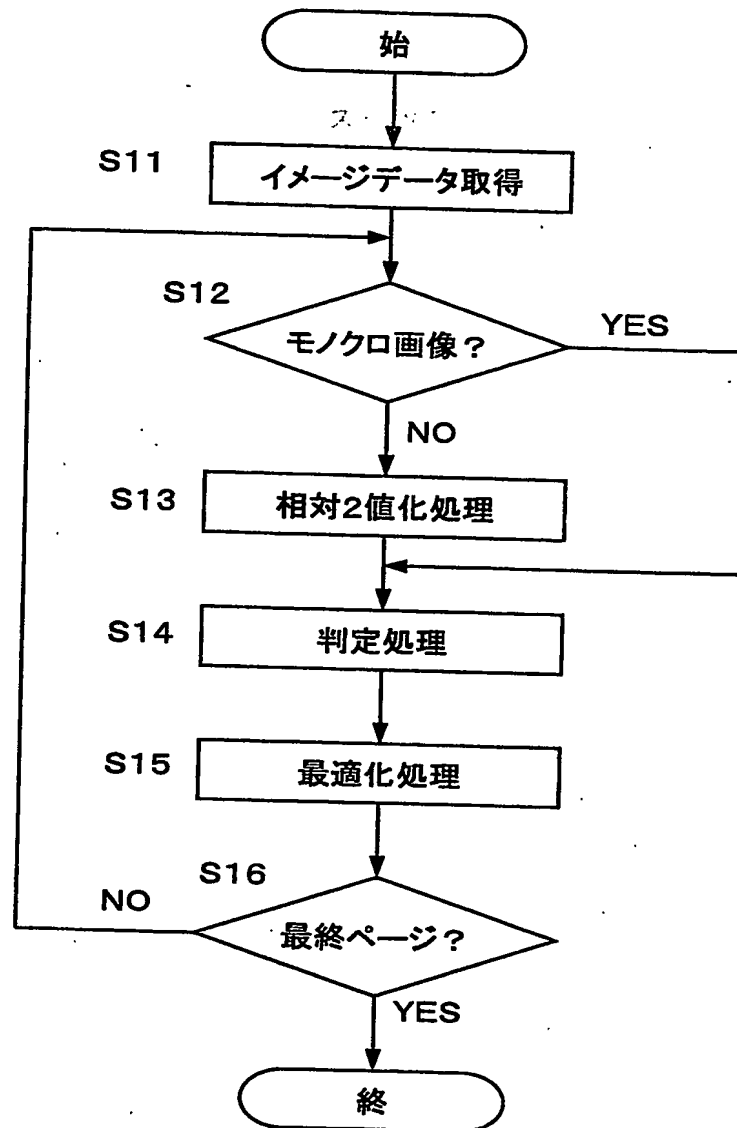 始
S11
イメージデータ取得
S12
モノクロ画像？
YES
NO
S13
相対2値化処理
S14
判定処理
S15
最適化処理
S16
NO
最終ページ？
YES
終